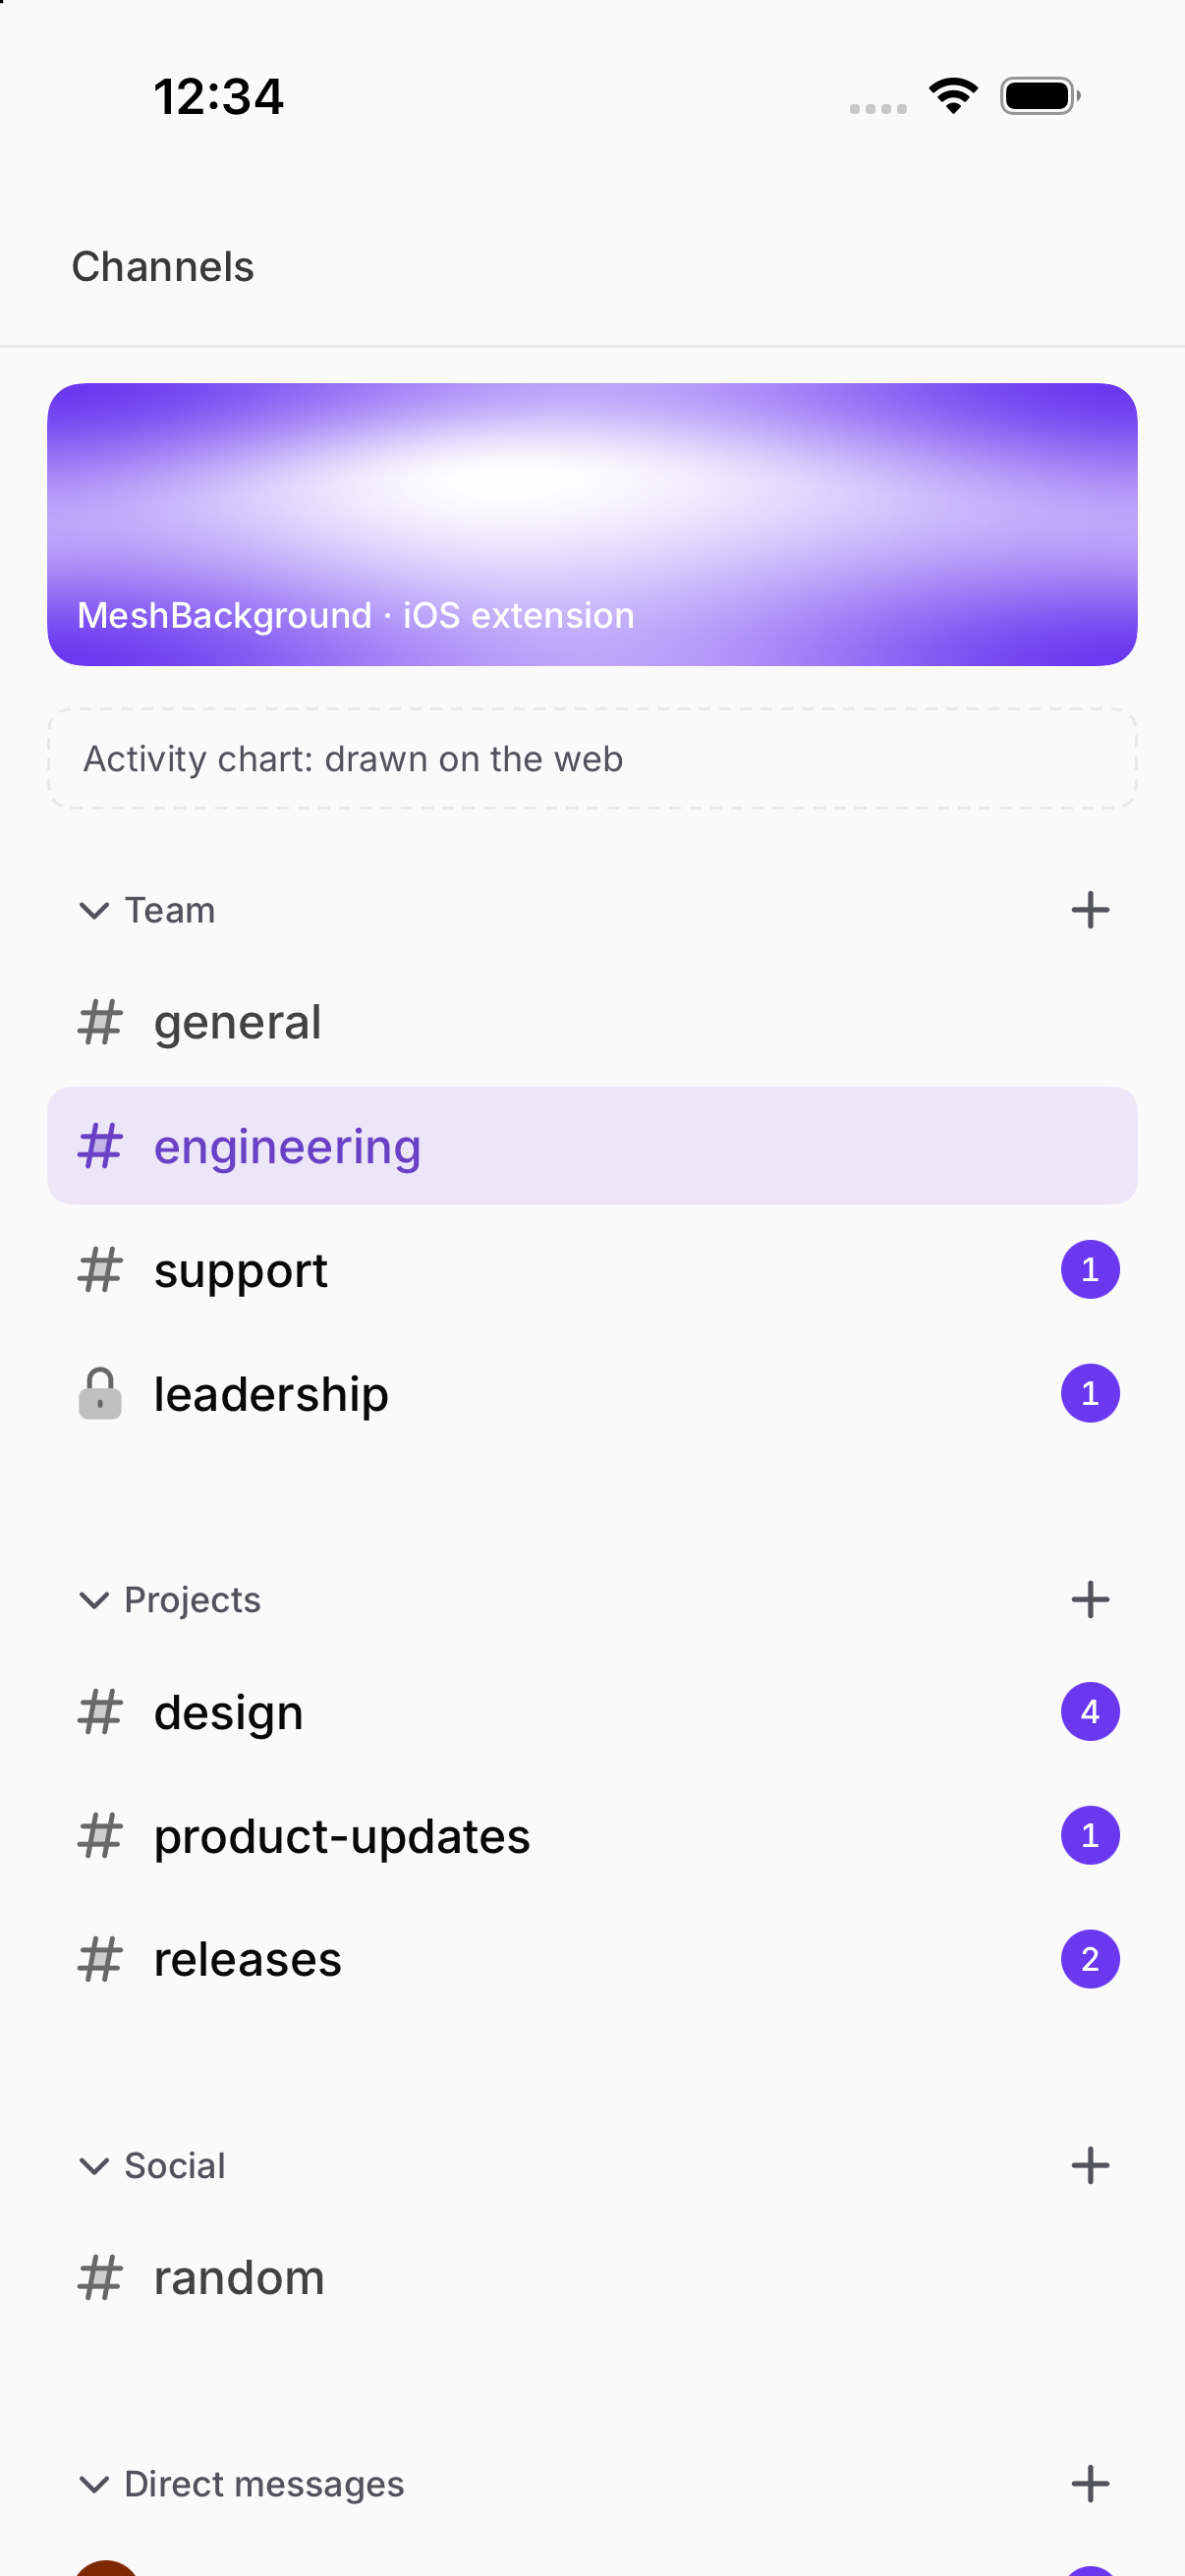 12:34
Channels
MeshBackground · iOS extension
Activity chart: drawn on the web
Team
general
engineering
support 1
leadership 1
Projects
design 4
product-updates 1
releases 2
Social
random
Direct messages